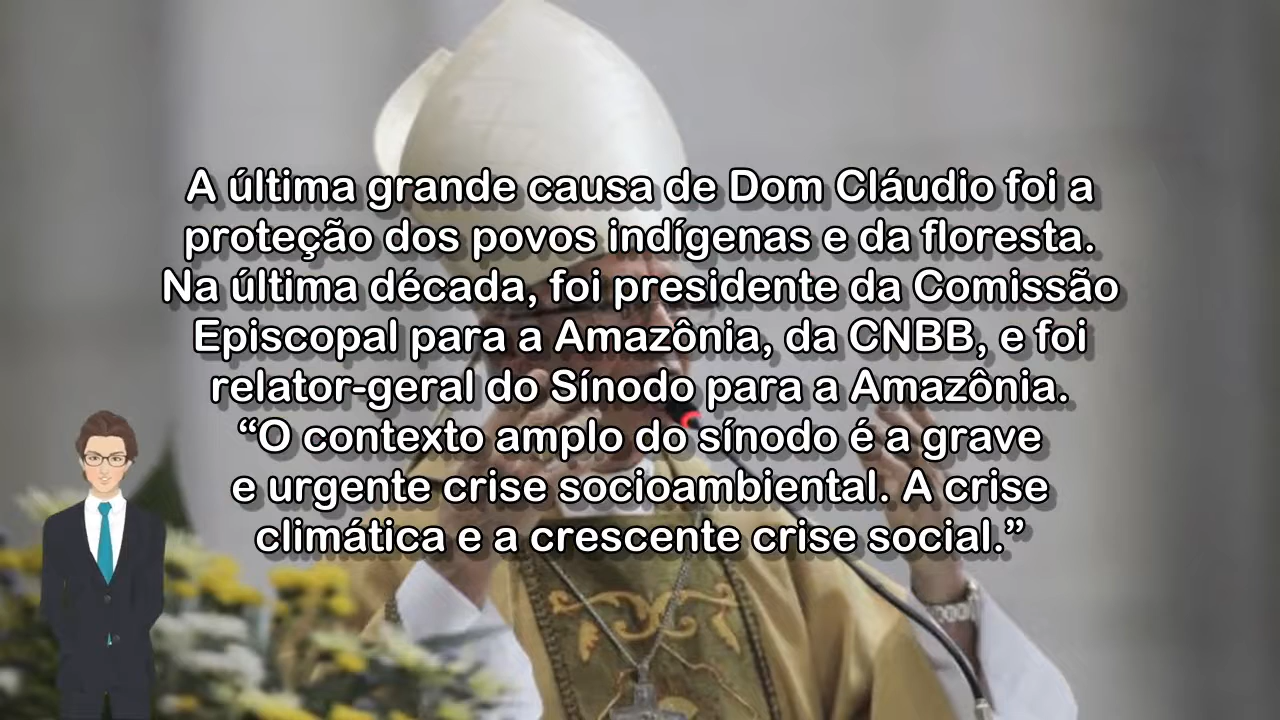 A última grande causa de Dom Cláudio foi a
proteção dos povos indígenas e da floresta.
Na última década, foi presidente da Comissão
Episcopal para a Amazônia, da CNBB, e foi
relator-geral do Sínodo para a Amazônia.
“O contexto amplo do sínodo é a grave
e urgente crise socioambiental. A crise
climática e a crescente crise social.”